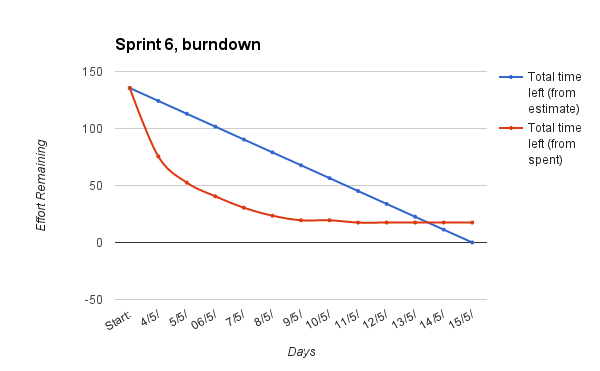 Sprint 6, burndown
150
100
50
0
-50
Effort Remaining
Start:
4/5/
5/5/
06/5/
7/5/
8/5/
9/5/
10/5/
11/5/
12/5/
13/5/
14/5/
15/5/
Days
Total time
left (from
estimate)
Total time
left (from
spent)